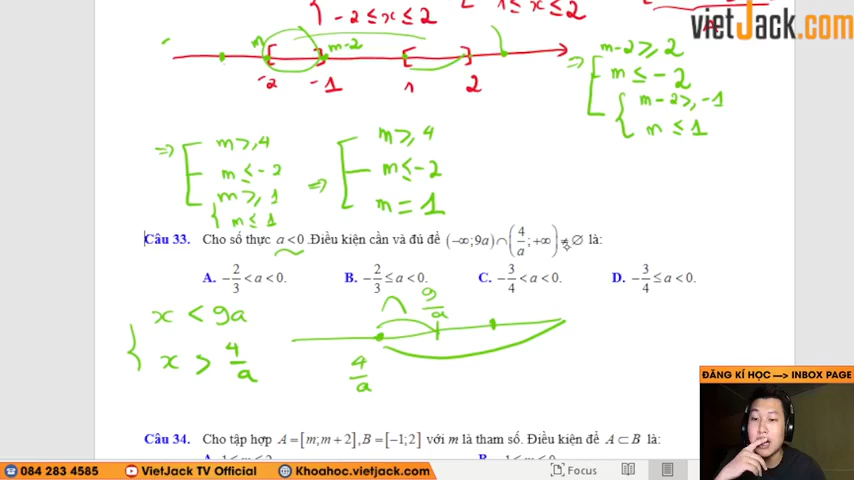 -2 ≤ x ≤ 2
1 ≤ x ≤ 2
vietJack.com
m
m-2
-2
-1
1
2
⇒ [ m-2 ≥ 2
m ≤ -2
{ m-2 ≥ -1
m ≤ 1
⇒ [ m ≥ 4
m ≤ -2
{ m ≥ 1
m ≤ 1
⇒ [ m ≥ 4
m ≤ -2
m = 1
Câu 33. Cho số thực a<0 .Điều kiện cần và đủ để (-∞;9a)∩(4/a;+∞)≠∅ là:
A. -2/3<a<0. B. -2/3≤a<0. C. -3/4<a<0. D. -3/4≤a<0.
{ x < 9a
x > 4/a
∩
9/a
4/a
Câu 34. Cho tập hợp A=[m;m+2],B=[-1;2] với m là tham số. Điều kiện để A⊂B là:
ĐĂNG KÍ HỌC —> INBOX PAGE
084 283 4585
VietJack TV Official
Khoahoc.vietjack.com
Focus